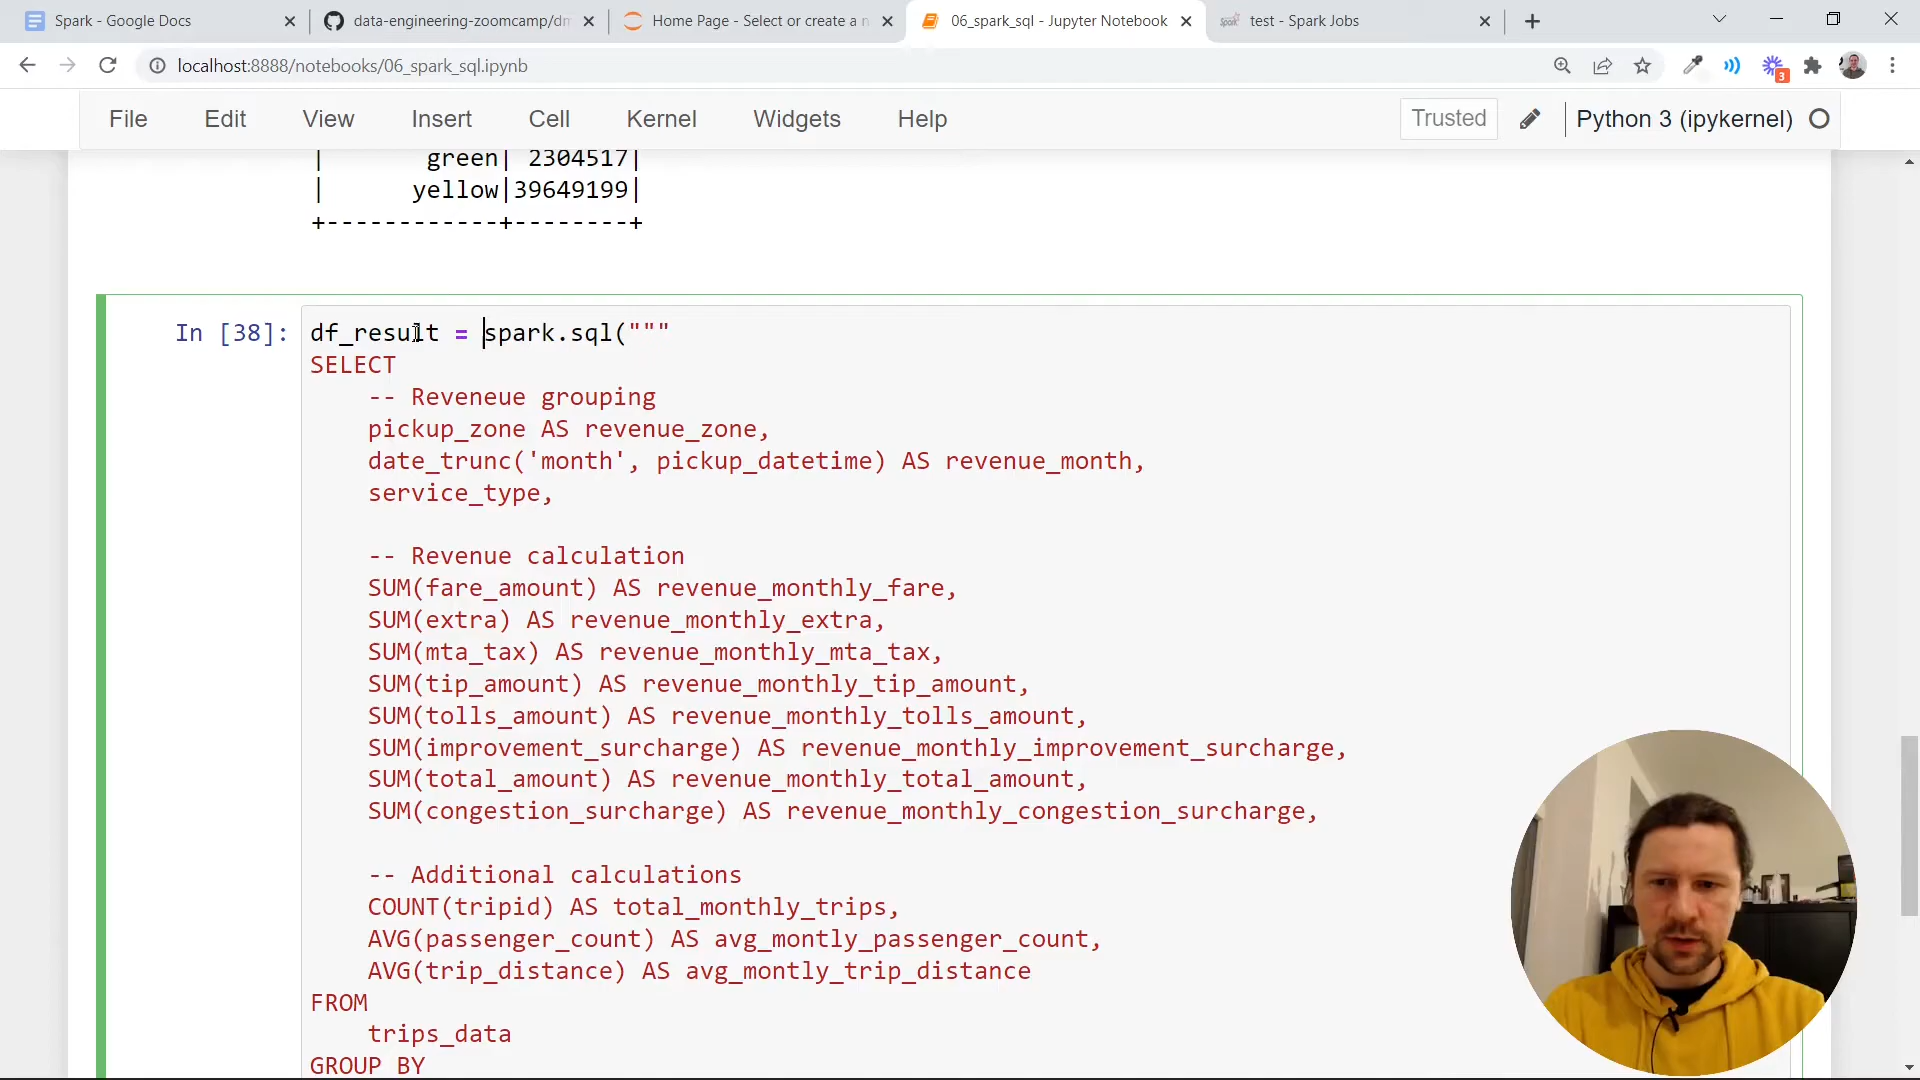 Spark - Google Docs
data-engineering-zoomcamp/dm
Home Page - Select or create a n
06_spark_sql - Jupyter Notebook
test - Spark Jobs
localhost:8888/notebooks/06_spark_sql.ipynb
3
File Edit View Insert Cell Kernel Widgets Help Trusted Python 3 (ipykernel)
| green| 2304517|
| yellow|39649199|
+------------+--------+
In [38]: df_result = spark.sql("""
SELECT
-- Reveneue grouping
pickup_zone AS revenue_zone,
date_trunc('month', pickup_datetime) AS revenue_month,
service_type,
-- Revenue calculation
SUM(fare_amount) AS revenue_monthly_fare,
SUM(extra) AS revenue_monthly_extra,
SUM(mta_tax) AS revenue_monthly_mta_tax,
SUM(tip_amount) AS revenue_monthly_tip_amount,
SUM(tolls_amount) AS revenue_monthly_tolls_amount,
SUM(improvement_surcharge) AS revenue_monthly_improvement_surcharge,
SUM(total_amount) AS revenue_monthly_total_amount,
SUM(congestion_surcharge) AS revenue_monthly_congestion_surcharge,
-- Additional calculations
COUNT(tripid) AS total_monthly_trips,
AVG(passenger_count) AS avg_montly_passenger_count,
AVG(trip_distance) AS avg_montly_trip_distance
FROM
trips_data
GROUP BY